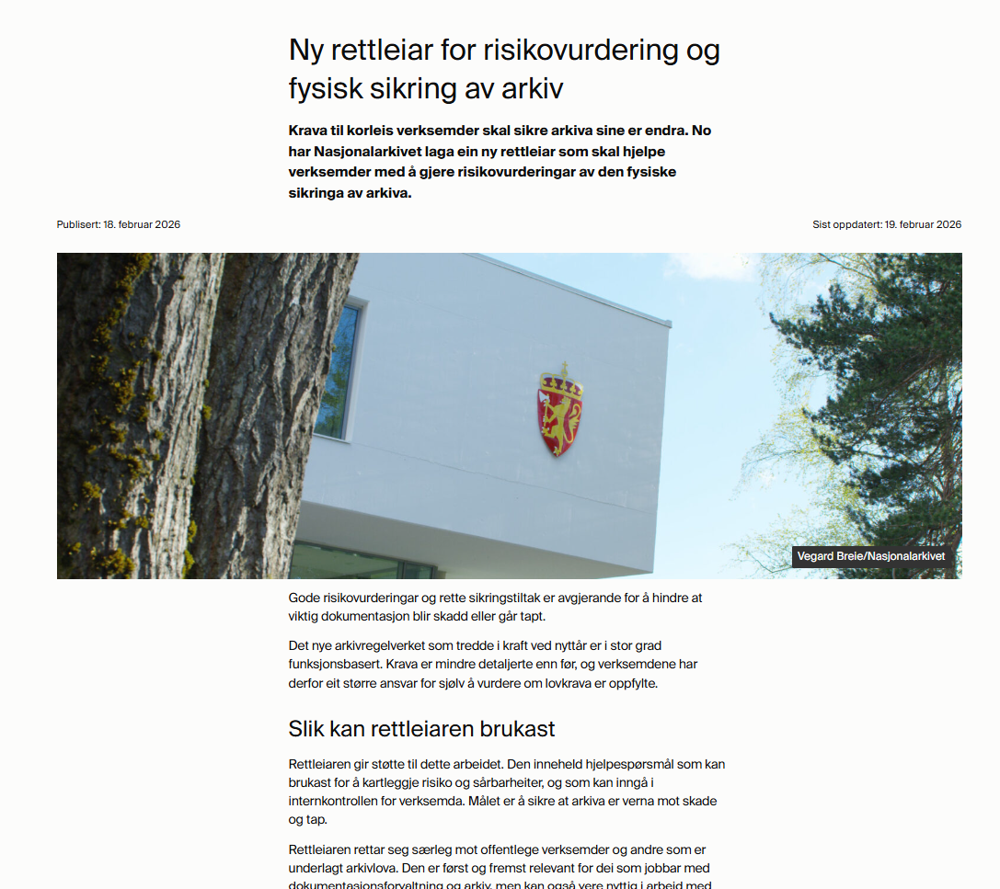 Ny rettleiar for risikovurdering og
fysisk sikring av arkiv
Krava til korleis verksemder skal sikre arkiva sine er endra. No
har Nasjonalarkivet laga ein ny rettleiar som skal hjelpe
verksemder med å gjere risikovurderingar av den fysiske
sikringa av arkiva.
Publisert: 18. februar 2026
Sist oppdatert: 19. februar 2026
Vegard Breie/Nasjonalarkivet
Gode risikovurderingar og rette sikringstiltak er avgjerande for å hindre at
viktig dokumentasjon blir skadd eller går tapt.
Det nye arkivregelverket som tredde i kraft ved nyttår er i stor grad
funksjonsbasert. Krava er mindre detaljerte enn før, og verksemdene har
derfor eit større ansvar for sjølv å vurdere om lovkrava er oppfylte.
Slik kan rettleiaren brukast
Rettleiaren gir støtte til dette arbeidet. Den inneheld hjelpespørsmål som kan
brukast for å kartleggje risiko og sårbarheiter, og som kan inngå i
internkontrollen for verksemda. Målet er å sikre at arkiva er verna mot skade
og tap.
Rettleiaren rettar seg særleg mot offentlege verksemder og andre som er
underlagt arkivlova. Den er først og fremst relevant for dei som jobbar med
dokumentasjonsforvaltning og arkiv, men kan også vere nyttig i arbeid med